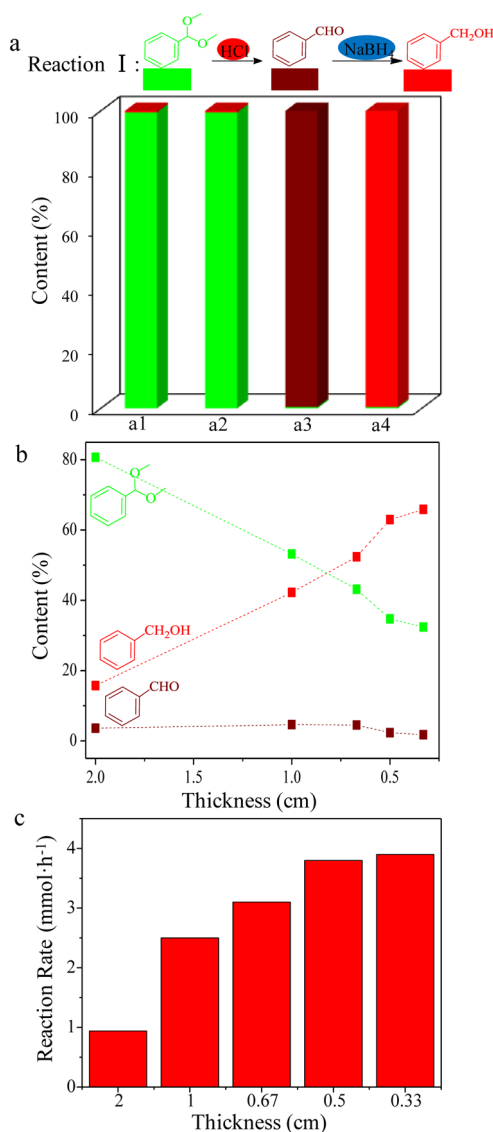 a
Reaction I :
O
O
HCl
CHO
NaBH4
CH2OH
Content (%)
100
80
60
40
20
0
a1 a2 a3 a4
b
Content (%)
80
60
40
20
0
O
O
CH2OH
CHO
2.0 1.5 1.0 0.5
Thickness (cm)
c
Reaction Rate (mmol·h-1)
4
3
2
1
0
2 1 0.67 0.5 0.33
Thickness (cm)